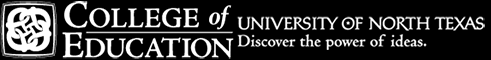 COLLEGE of
EDUCATION
UNIVERSITY OF NORTH TEXAS
Discover the power of ideas.